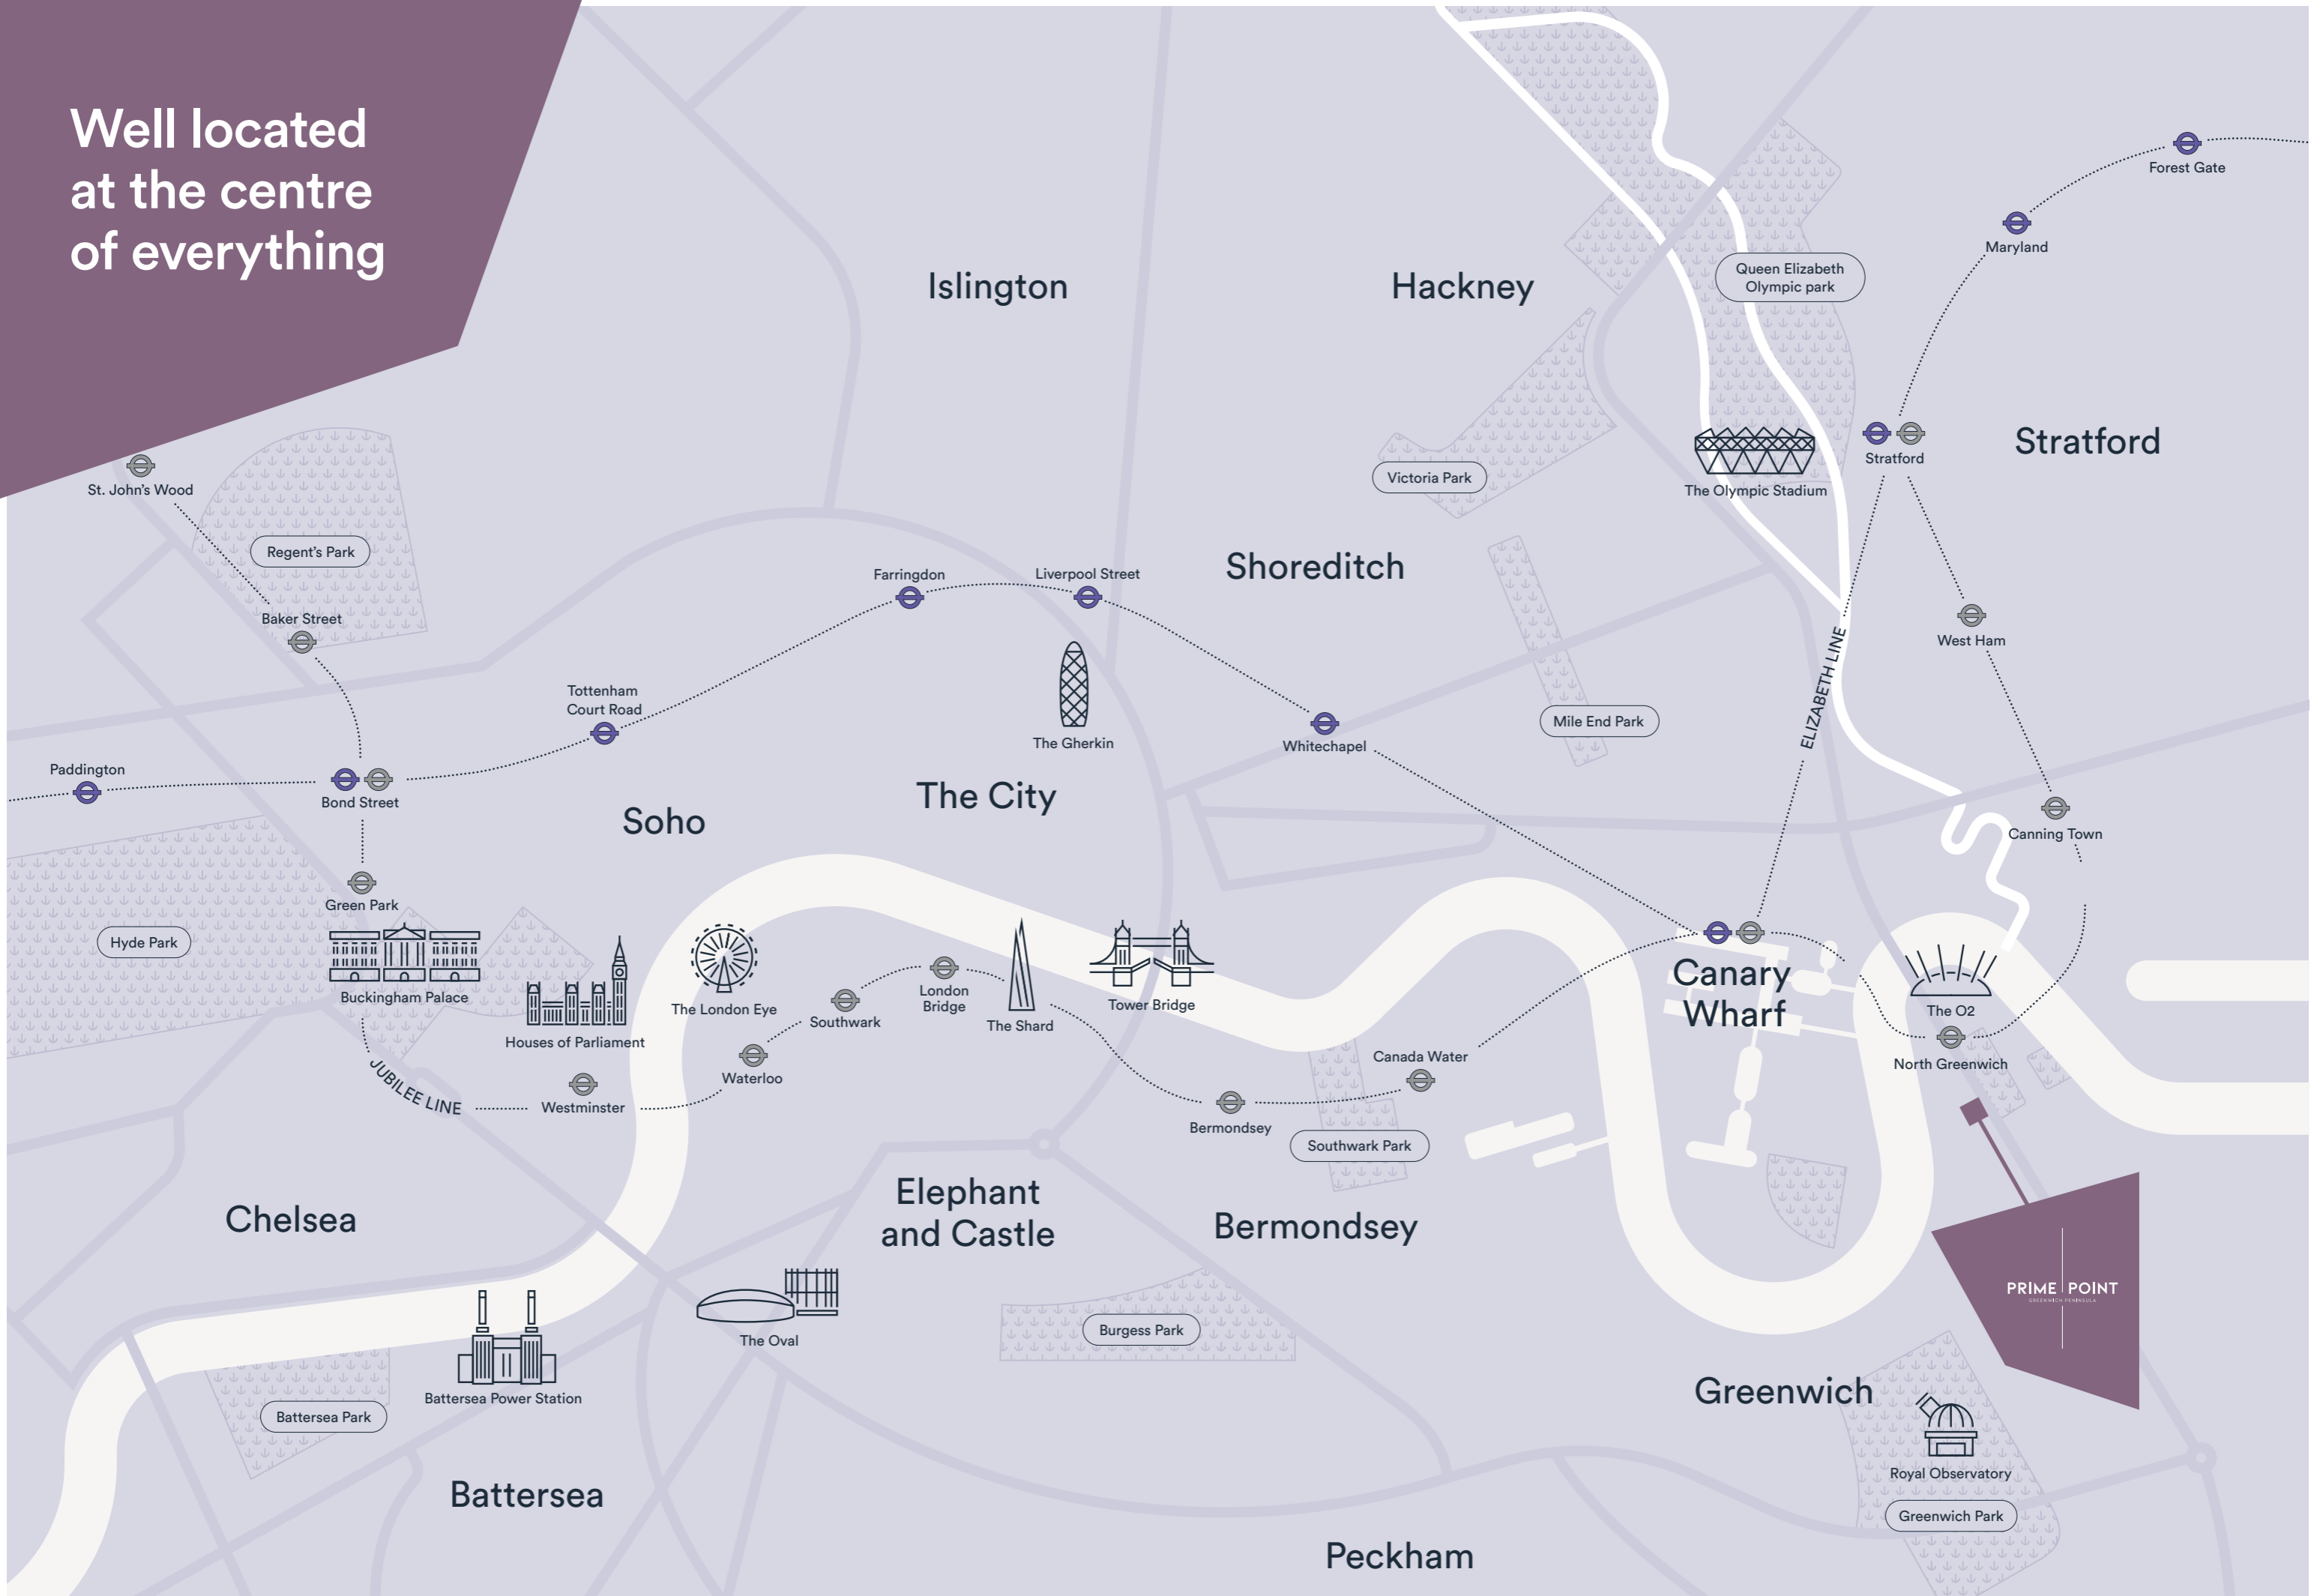 Well located
at the centre
of everything
Forest Gate
Maryland
Queen Elizabeth
Olympic park
Islington
Hackney
Stratford
Stratford
Victoria Park
The Olympic Stadium
St. John's Wood
Regent's Park
Baker Street
Farringdon
Liverpool Street
Shoreditch
West Ham
ELIZABETH LINE
Tottenham
Court Road
The Gherkin
Whitechapel
Mile End Park
Paddington
Bond Street
Soho
The City
Canning Town
Green Park
Hyde Park
Buckingham Palace
Houses of Parliament
The London Eye
Southwark
London
Bridge
The Shard
Tower Bridge
Canary
Wharf
The O2
North Greenwich
JUBILEE LINE
Westminster
Waterloo
Canada Water
Bermondsey
Southwark Park
Chelsea
Elephant
and Castle
Bermondsey
PRIME POINT
GREENWICH PENINSULA
The Oval
Burgess Park
Battersea Power Station
Battersea Park
Greenwich
Royal Observatory
Greenwich Park
Battersea
Peckham